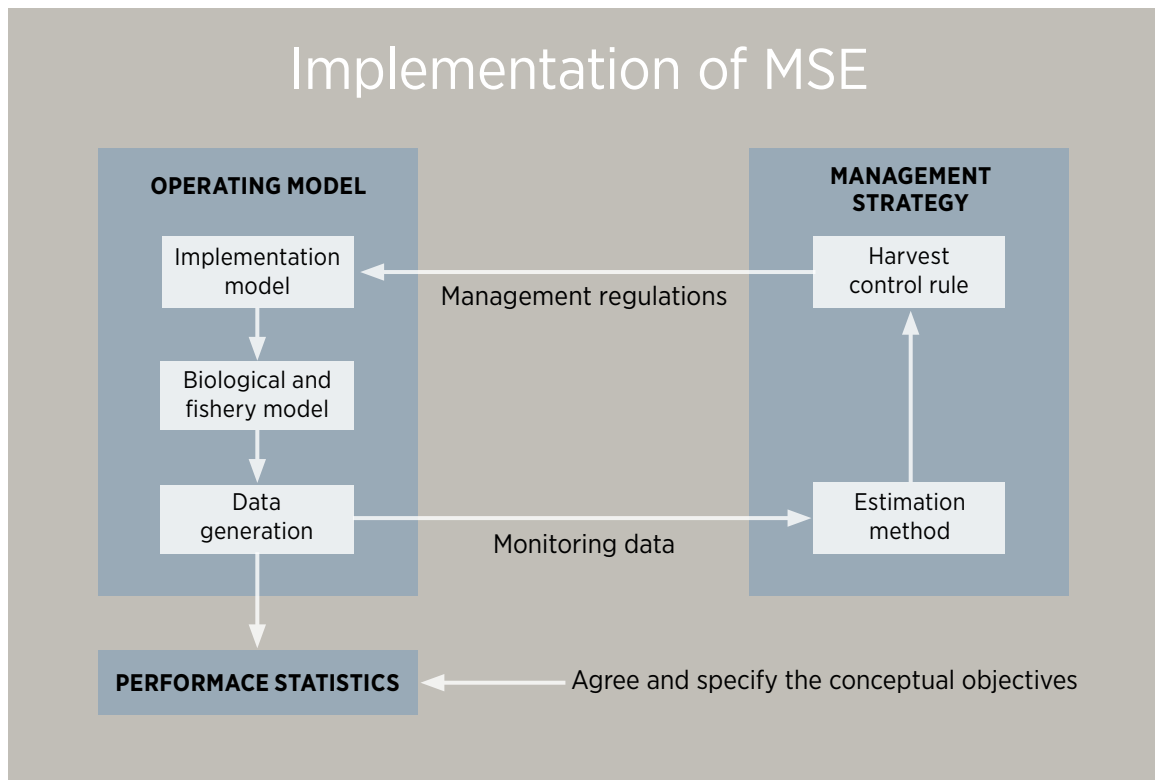 Implementation of MSE
OPERATING MODEL
Implementation
model
Biological and
fishery model
Data
generation
Management regulations
Monitoring data
MANAGEMENT
STRATEGY
Harvest
control rule
Estimation
method
PERFORMACE STATISTICS
Agree and specify the conceptual objectives